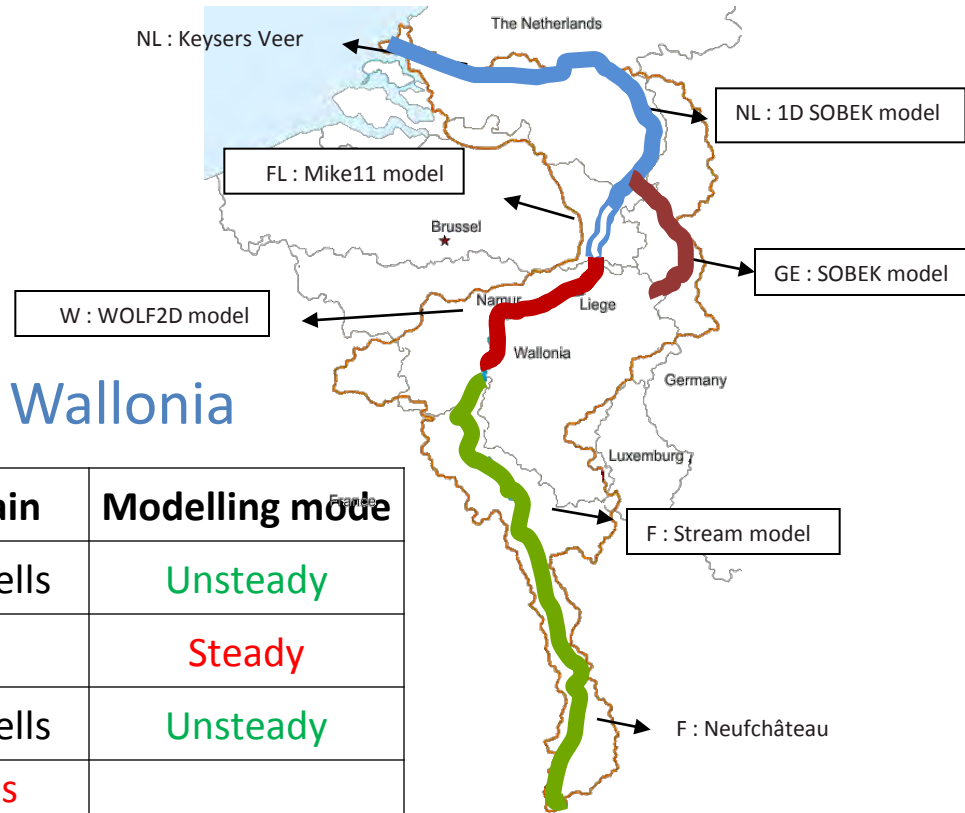 The Netherlands
NL : Keysers Veer
NL : 1D SOBEK model
FL : Mike11 model
Brussel
GE : SOBEK model
Namur
Liege
W : WOLF2D model
Wallonia
Germany
Wallonia
Luxemburg
ain Modelling mode
France
F : Stream model
ells Unsteady
Steady
ells Unsteady
F : Neufchâteau
s